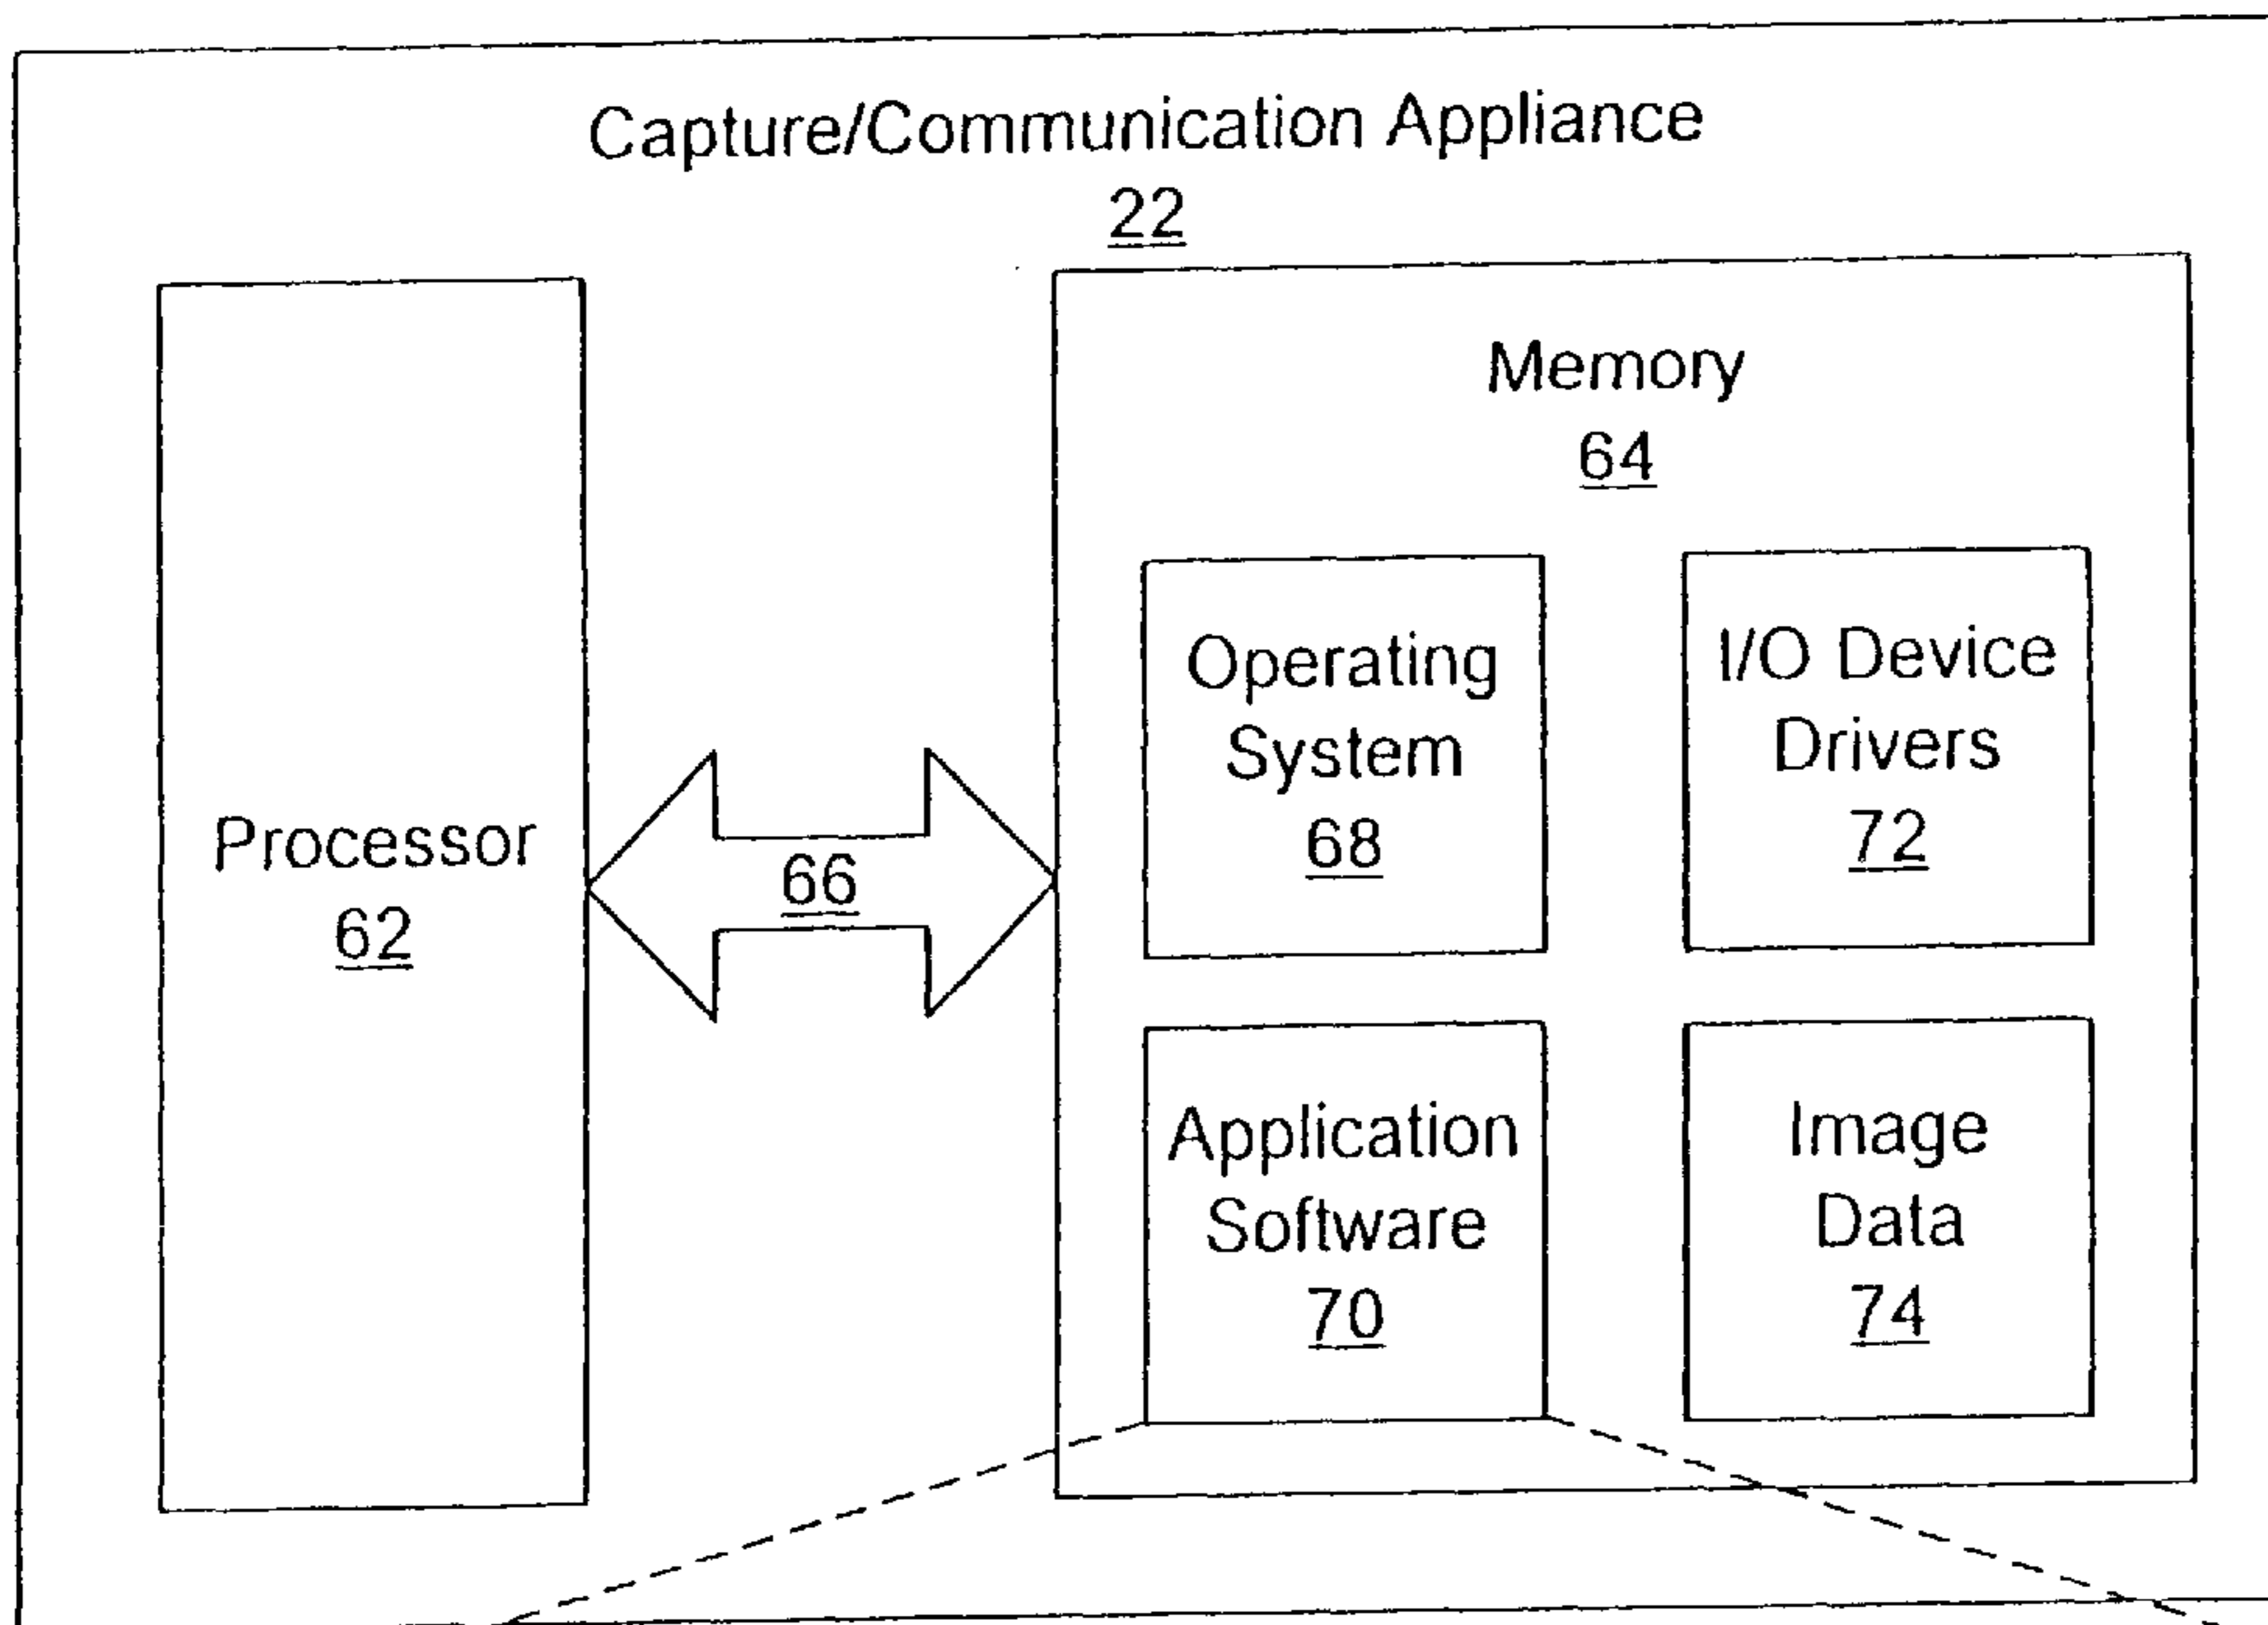 Capture/Communication Appliance
22
Memory
64
Operating
System
68
I/O Device
Drivers
72
Processor
62
66
Application
Software
70
Image
Data
74